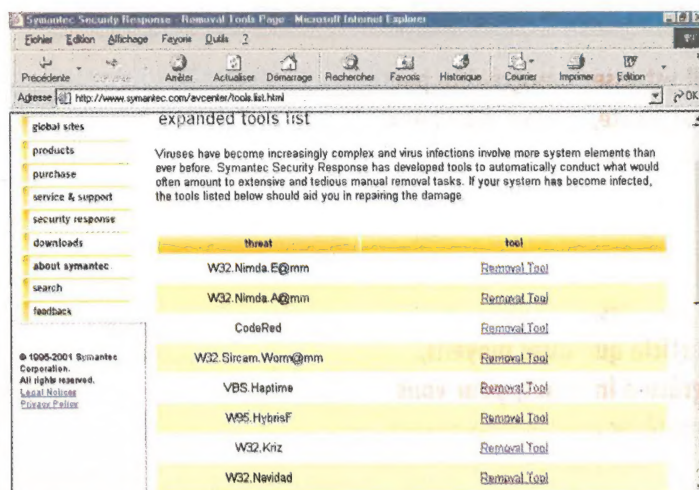 Symantec Security Response - Removal Tools Page - Microsoft Internet Explorer
Fichier Edition Affichage Favoris Outils ?
Précédente Arrêter Actualiser Démarrage Rechercher Favoris Historique Courrier Imprimer Edition
Adresse http://www.symantec.com/avcenter/tools.list.html OK
global sites
products
purchase
service & support
security response
downloads
about symantec
search
feedback
© 1995-2001 Symantec
Corporation.
All rights reserved.
Legal Notices
Privacy Policy
expanded tools list
Viruses have become increasingly complex and virus infections involve more system elements than
ever before. Symantec Security Response has developed tools to automatically conduct what would
often amount to extensive and tedious manual removal tasks. If your system has become infected,
the tools listed below should aid you in repairing the damage
threat tool
W32.Nimda.E@mm Removal Tool
W32.Nimda.A@mm Removal Tool
CodeRed Removal Tool
W32.Sircam.Worm@mm Removal Tool
VBS.Haptime Removal Tool
W95.HybrisF Removal Tool
W32.Kriz Removal Tool
W32.Navidad Removal Tool